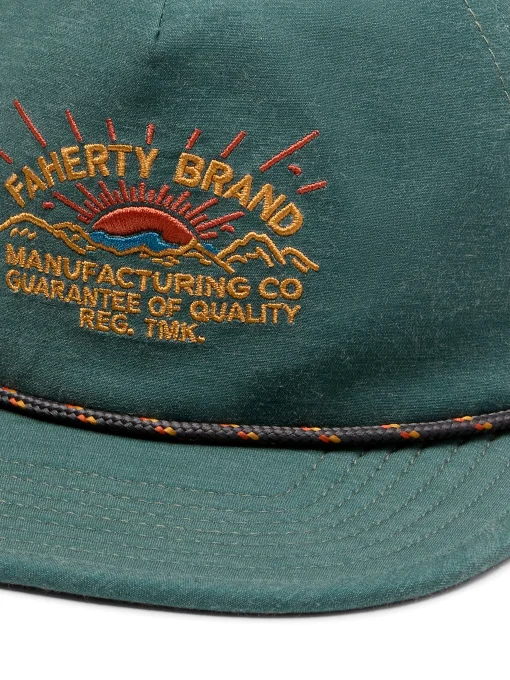 FAHERTY BRAND
MANUFACTURING CO
GUARANTEE OF QUALITY
REG. TMK.